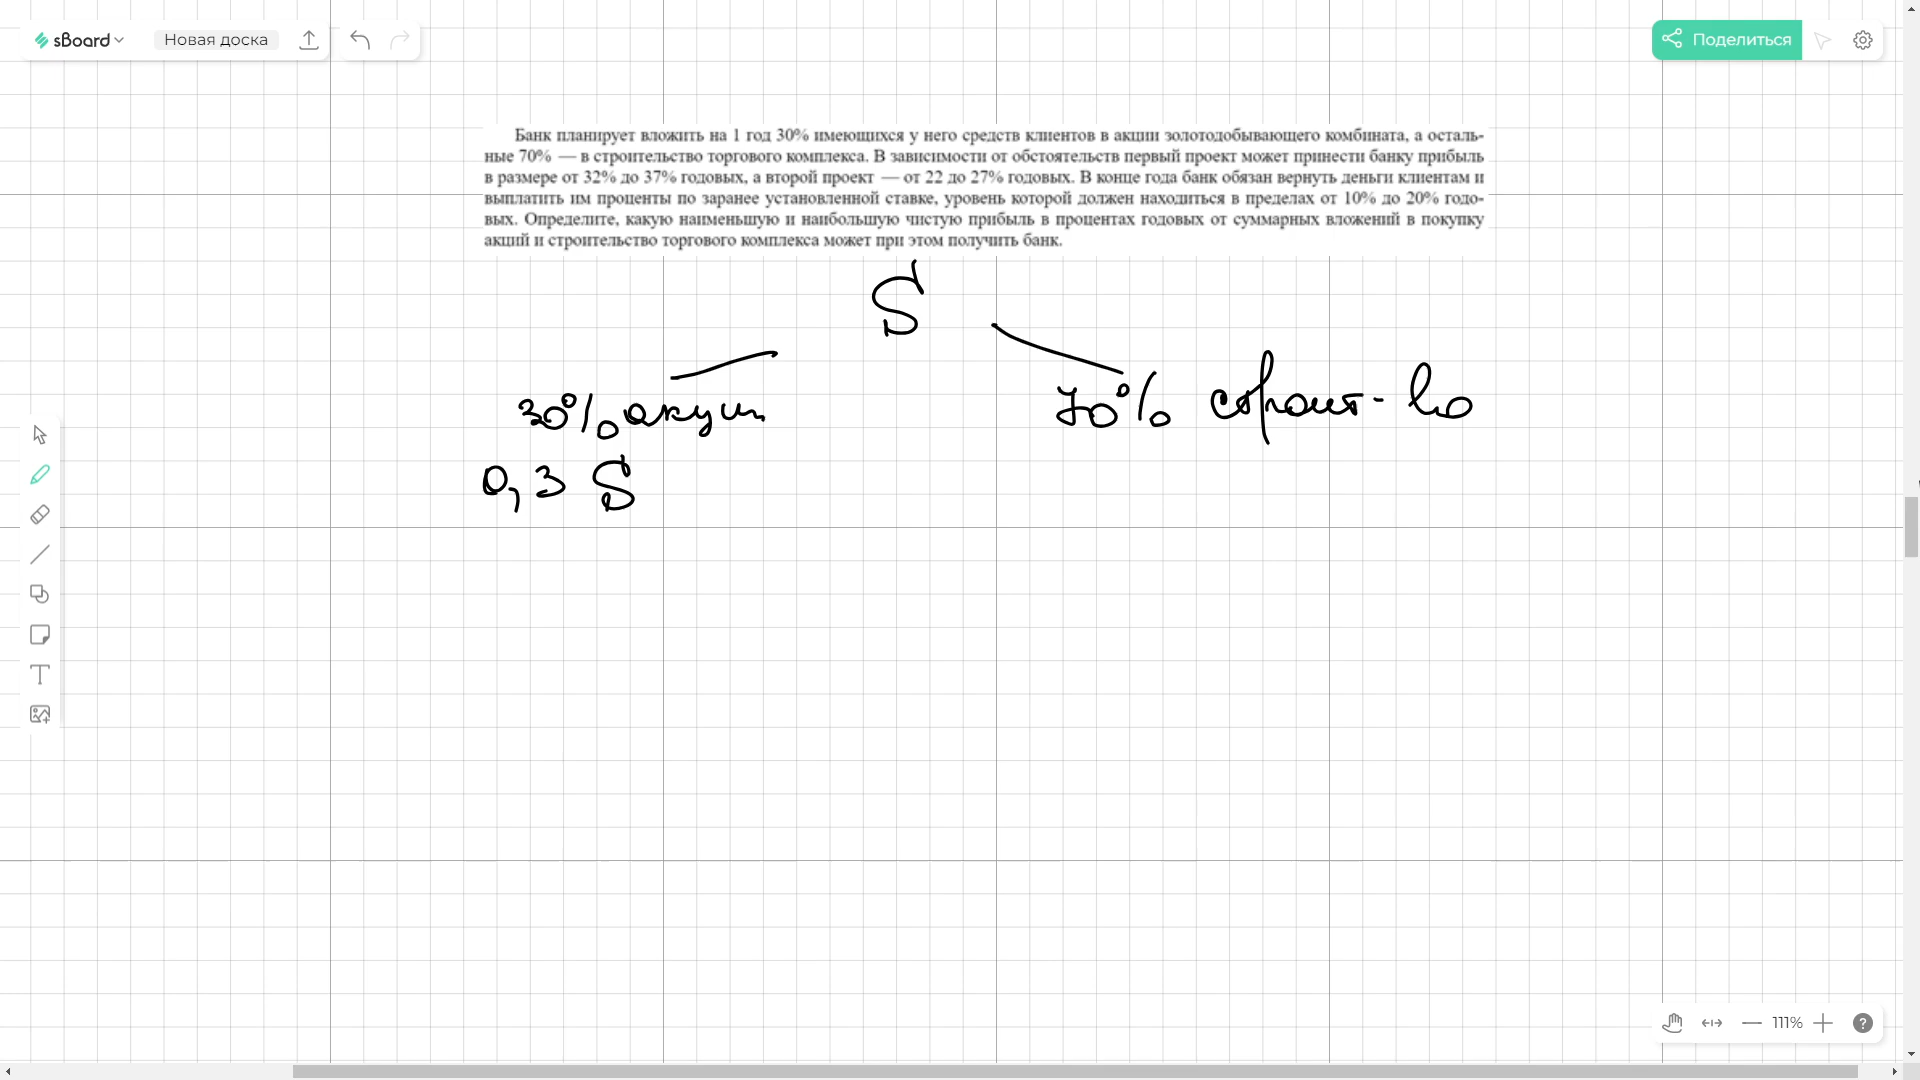 sBoard
Новая доска
Поделиться
Банк планирует вложить на 1 год 30% имеющихся у него средств клиентов в акции золотодобывающего комбината, а осталь-
ные 70% — в строительство торгового комплекса. В зависимости от обстоятельств первый проект может принести банку прибыль
в размере от 32% до 37% годовых, а второй проект — от 22 до 27% годовых. В конце года банк обязан вернуть деньги клиентам и
выплатить им проценты по заранее установленной ставке, уровень которой должен находиться в пределах от 10% до 20% годо-
вых. Определите, какую наименьшую и наибольшую чистую прибыль в процентах годовых от суммарных вложений в покупку
акций и строительство торгового комплекса может при этом получить банк.
S
30% акции
70% строит-во
0,3 S
111%